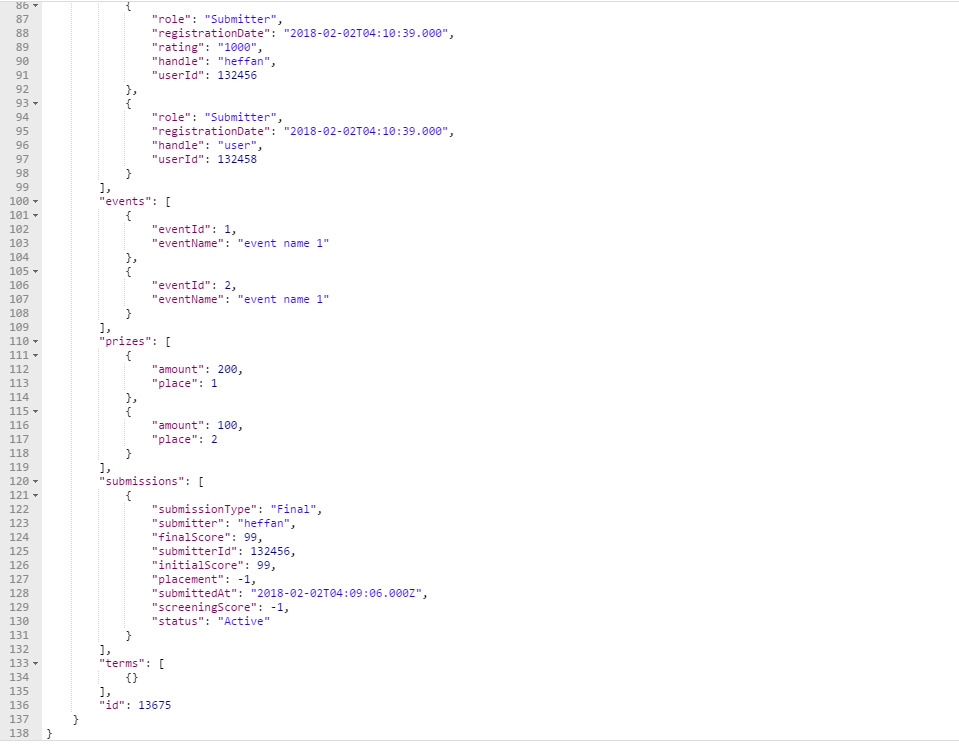 86 {
87 "role": "Submitter",
88 "registrationDate": "2018-02-02T04:10:39.000",
89 "rating": "1000",
90 "handle": "heffan",
91 "userId": 132456
92 },
93 {
94 "role": "Submitter",
95 "registrationDate": "2018-02-02T04:10:39.000",
96 "handle": "user",
97 "userId": 132458
98 }
99 ],
100 "events": [
101 {
102 "eventId": 1,
103 "eventName": "event name 1"
104 },
105 {
106 "eventId": 2,
107 "eventName": "event name 1"
108 }
109 ],
110 "prizes": [
111 {
112 "amount": 200,
113 "place": 1
114 },
115 {
116 "amount": 100,
117 "place": 2
118 }
119 ],
120 "submissions": [
121 {
122 "submissionType": "Final",
123 "submitter": "heffan",
124 "finalScore": 99,
125 "submitterId": 132456,
126 "initialScore": 99,
127 "placement": -1,
128 "submittedAt": "2018-02-02T04:09:06.000Z",
129 "screeningScore": -1,
130 "status": "Active"
131 }
132 ],
133 "terms": [
134 {}
135 ],
136 "id": 13675
137 }
138 }